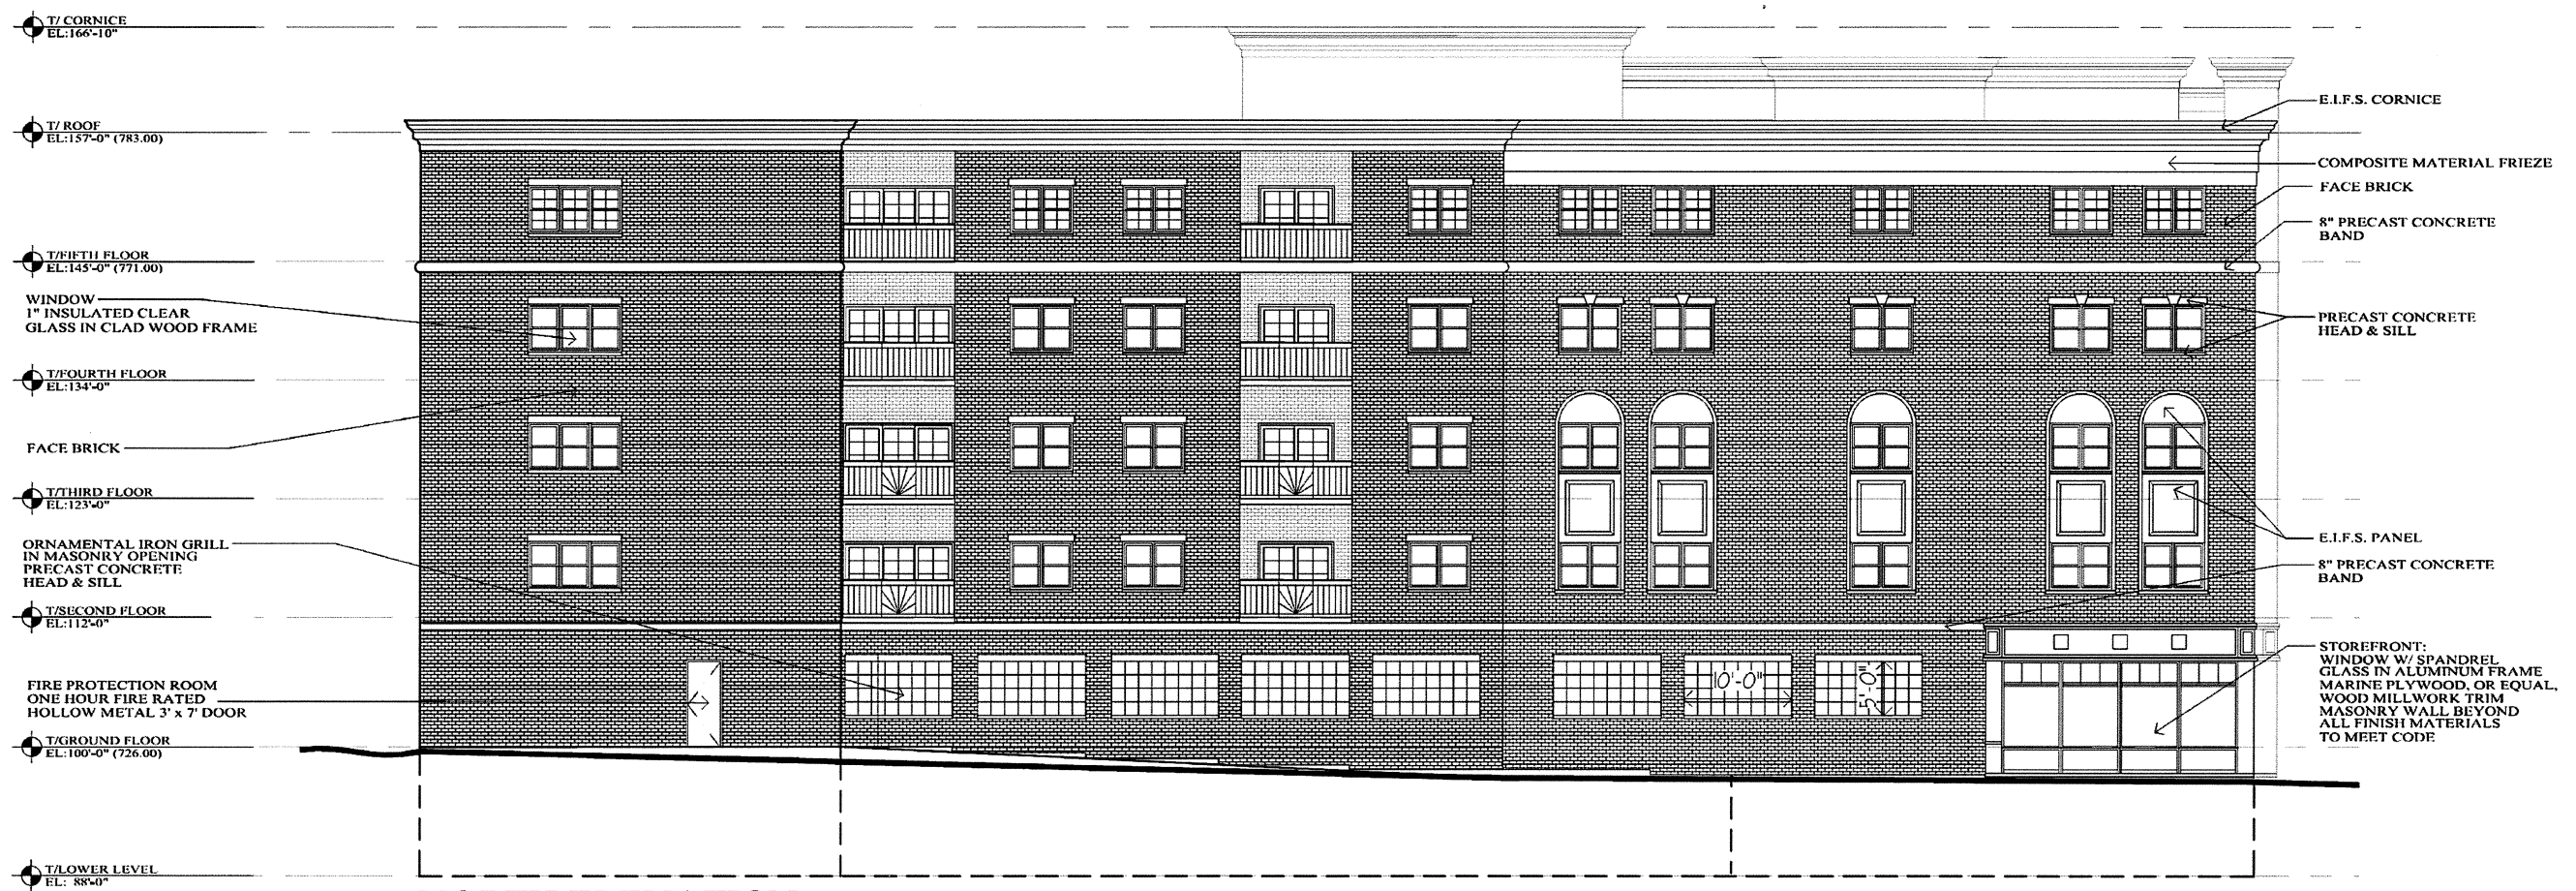 T/ CORNICE
EL:166'-10"
T/ ROOF
EL:157'-0" (783.00)
T/FIFTH FLOOR
EL:145'-0" (771.00)
WINDOW
1" INSULATED CLEAR
GLASS IN CLAD WOOD FRAME
T/FOURTH FLOOR
EL:134'-0"
FACE BRICK
T/THIRD FLOOR
EL:123'-0"
ORNAMENTAL IRON GRILL
IN MASONRY OPENING
PRECAST CONCRETE
HEAD & SILL
T/SECOND FLOOR
EL:112'-0"
FIRE PROTECTION ROOM
ONE HOUR FIRE RATED
HOLLOW METAL 3' x 7' DOOR
T/GROUND FLOOR
EL:100'-0" (726.00)
T/LOWER LEVEL
EL: 88'-0"
10'-0"
5'-0"
E.I.F.S. CORNICE
COMPOSITE MATERIAL FRIEZE
FACE BRICK
8" PRECAST CONCRETE
BAND
PRECAST CONCRETE
HEAD & SILL
E.I.F.S. PANEL
8" PRECAST CONCRETE
BAND
STOREFRONT:
WINDOW W/ SPANDREL
GLASS IN ALUMINUM FRAME
MARINE PLYWOOD, OR EQUAL,
WOOD MILLWORK TRIM
MASONRY WALL BEYOND
ALL FINISH MATERIALS
TO MEET CODE